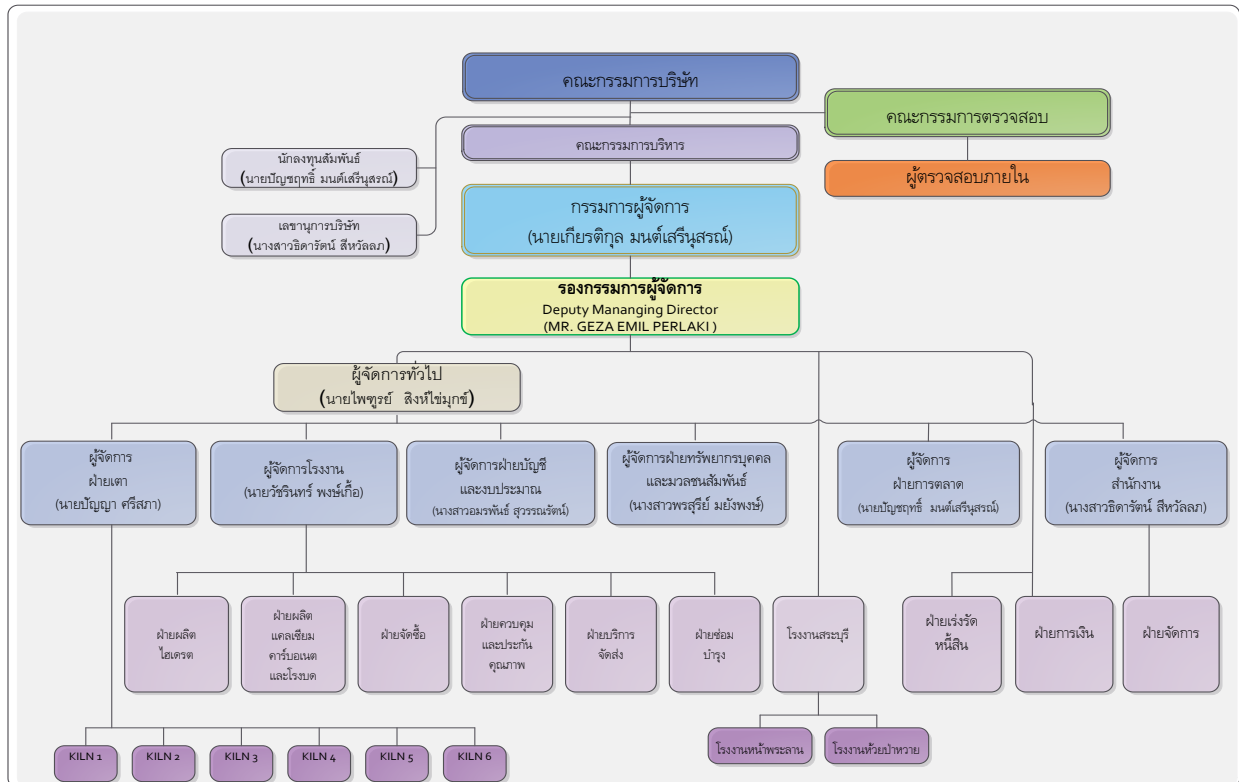 คณะกรรมการบริษัท
คณะกรรมการตรวจสอบ
คณะกรรมการบริหาร
นักลงทุนสัมพันธ์
(นายปัญชฤทธิ์ มนต์เสรีนุสรณ์)
ผู้ตรวจสอบภายใน
กรรมการผู้จัดการ
(นายเกียรติกุล มนต์เสรีนุสรณ์)
เลขานุการบริษัท
(นางสาวธิดารัตน์ สีหวัลลภ)
รองกรรมการผู้จัดการ
Deputy Mananging Director
(MR. GEZA EMIL PERLAKI )
ผู้จัดการทั่วไป
(นายไพฑูรย์ สิงห์ไข่มุกข์)
ผู้จัดการ
ฝ่ายเตา
(นายปัญญา ศรีสภา)
ผู้จัดการโรงงาน
(นายวัชรินทร์ พงษ์เกื้อ)
ผู้จัดการฝ่ายบัญชี
และงบประมาณ
(นางสาวอมรพันธ์ สุวรรณรัตน์)
ผู้จัดการฝ่ายทรัพยากรบุคคล
และมวลชนสัมพันธ์
(นางสาวพรสุรีย์ มยังพงษ์)
ผู้จัดการ
ฝ่ายการตลาด
(นายปัญชฤทธิ์ มนต์เสรีนุสรณ์)
ผู้จัดการ
สำนักงาน
(นางสาวธิดารัตน์ สีหวัลลภ)
ฝ่ายผลิต
ไฮเดรต
ฝ่ายผลิต
แคลเซียม
คาร์บอเนต
และโรงบด
ฝ่ายจัดซื้อ
ฝ่ายควบคุม
และประกัน
คุณภาพ
ฝ่ายบริการ
จัดส่ง
ฝ่ายซ่อม
บำรุง
โรงงานสระบุรี
ฝ่ายเร่งรัด
หนี้สิน
ฝ่ายการเงิน
ฝ่ายจัดการ
โรงงานหน้าพระลาน
โรงงานห้วยป่าหวาย
KILN 1
KILN 2
KILN 3
KILN 4
KILN 5
KILN 6